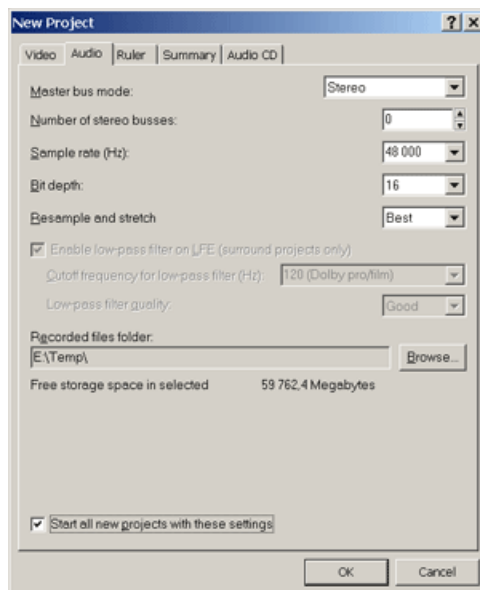 New Project
Video Audio Ruler Summary Audio CD
Master bus mode: Stereo
Number of stereo busses: 0
Sample rate (Hz): 48 000
Bit depth: 16
Resample and stretch Best
Enable low-pass filter on LFE (surround projects only)
Cutoff frequency for low-pass filter (Hz): 120 (Dolby pro/film)
Low-pass filter quality: Good
Recorded files folder:
E:\Temp\ Browse...
Free storage space in selected 59 762,4 Megabytes
Start all new projects with these settings
OK Cancel